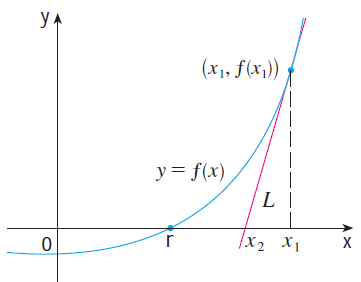 y
(x₁, f(x₁))
y = f(x)
L
0 r x₂ x₁ x